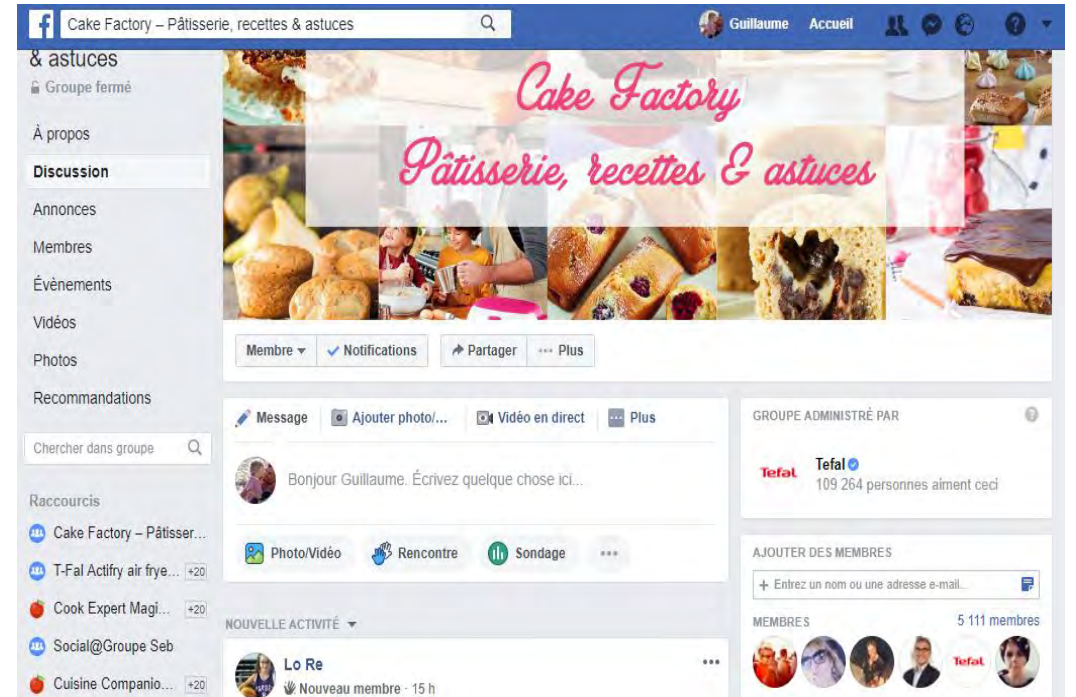 Cake Factory – Pâtisserie, recettes & astuces
Guillaume Accueil
& astuces
Groupe fermé
À propos
Discussion
Annonces
Membres
Évènements
Vidéos
Photos
Recommandations
Chercher dans groupe
Raccourcis
Cake Factory – Pâtisser...
T-Fal Actifry air frye... +20
Cook Expert Magi... +20
Social@Groupe Seb
Cuisine Companio... +20
Cake Factory
Pâtisserie, recettes & astuces
Membre Notifications Partager Plus
Message Ajouter photo/... Vidéo en direct Plus
Bonjour Guillaume. Écrivez quelque chose ici...
Photo/Vidéo Rencontre Sondage
NOUVELLE ACTIVITÉ
Lo Re
Nouveau membre · 15 h
GROUPE ADMINISTRÉ PAR
Tefal Tefal
109 264 personnes aiment ceci
AJOUTER DES MEMBRES
+ Entrez un nom ou une adresse e-mail...
MEMBRES 5 111 membres
Tefal